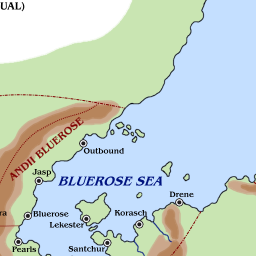 UAL)
ANDII BLUEROSE
Outbound
Jasp
BLUEROSE SEA
Drene
Bluerose
Lekester
Korasch
Pearls
Santchur